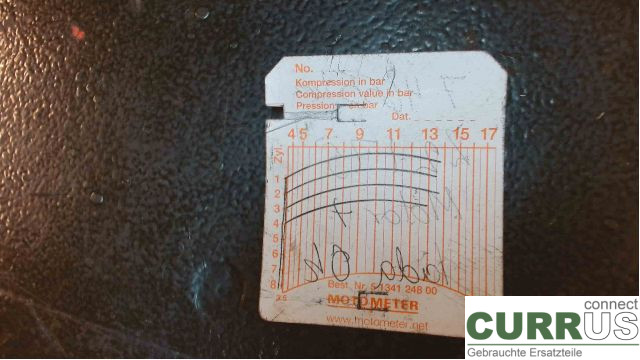 No.
Kompression in bar
Compression value in bar
Pression en bar
Dat.
4 5 7 9 11 13 15 17
Zyl.
1
2
3
4
5
6
7
8
3.5
Best. Nr. 5 1341 248 00
MOTOMETER
www.motometer.net
connect
CURRUS
Gebrauchte Ersatzteile